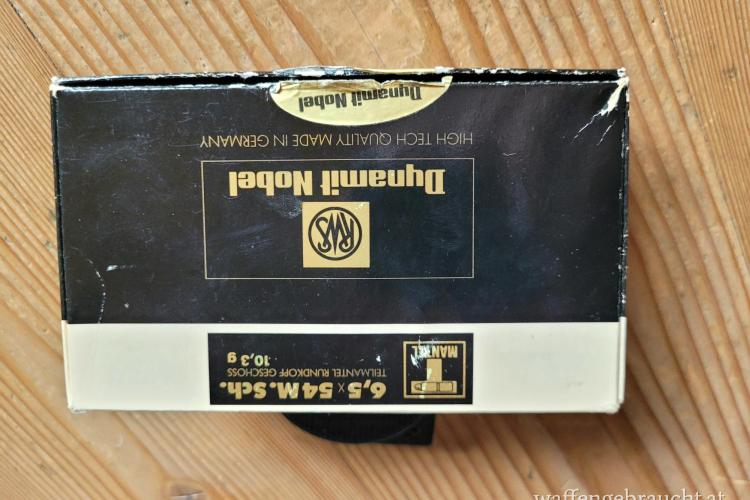 6,5 x 54 M.Sch.
TEILMANTEL RUNDKOPF GESCHOSS
10,3 g
MANTEL
RWS
Dynamit Nobel
HIGH TECH QUALITY MADE IN GERMANY
Dynamit Nobel
waffengebraucht.at